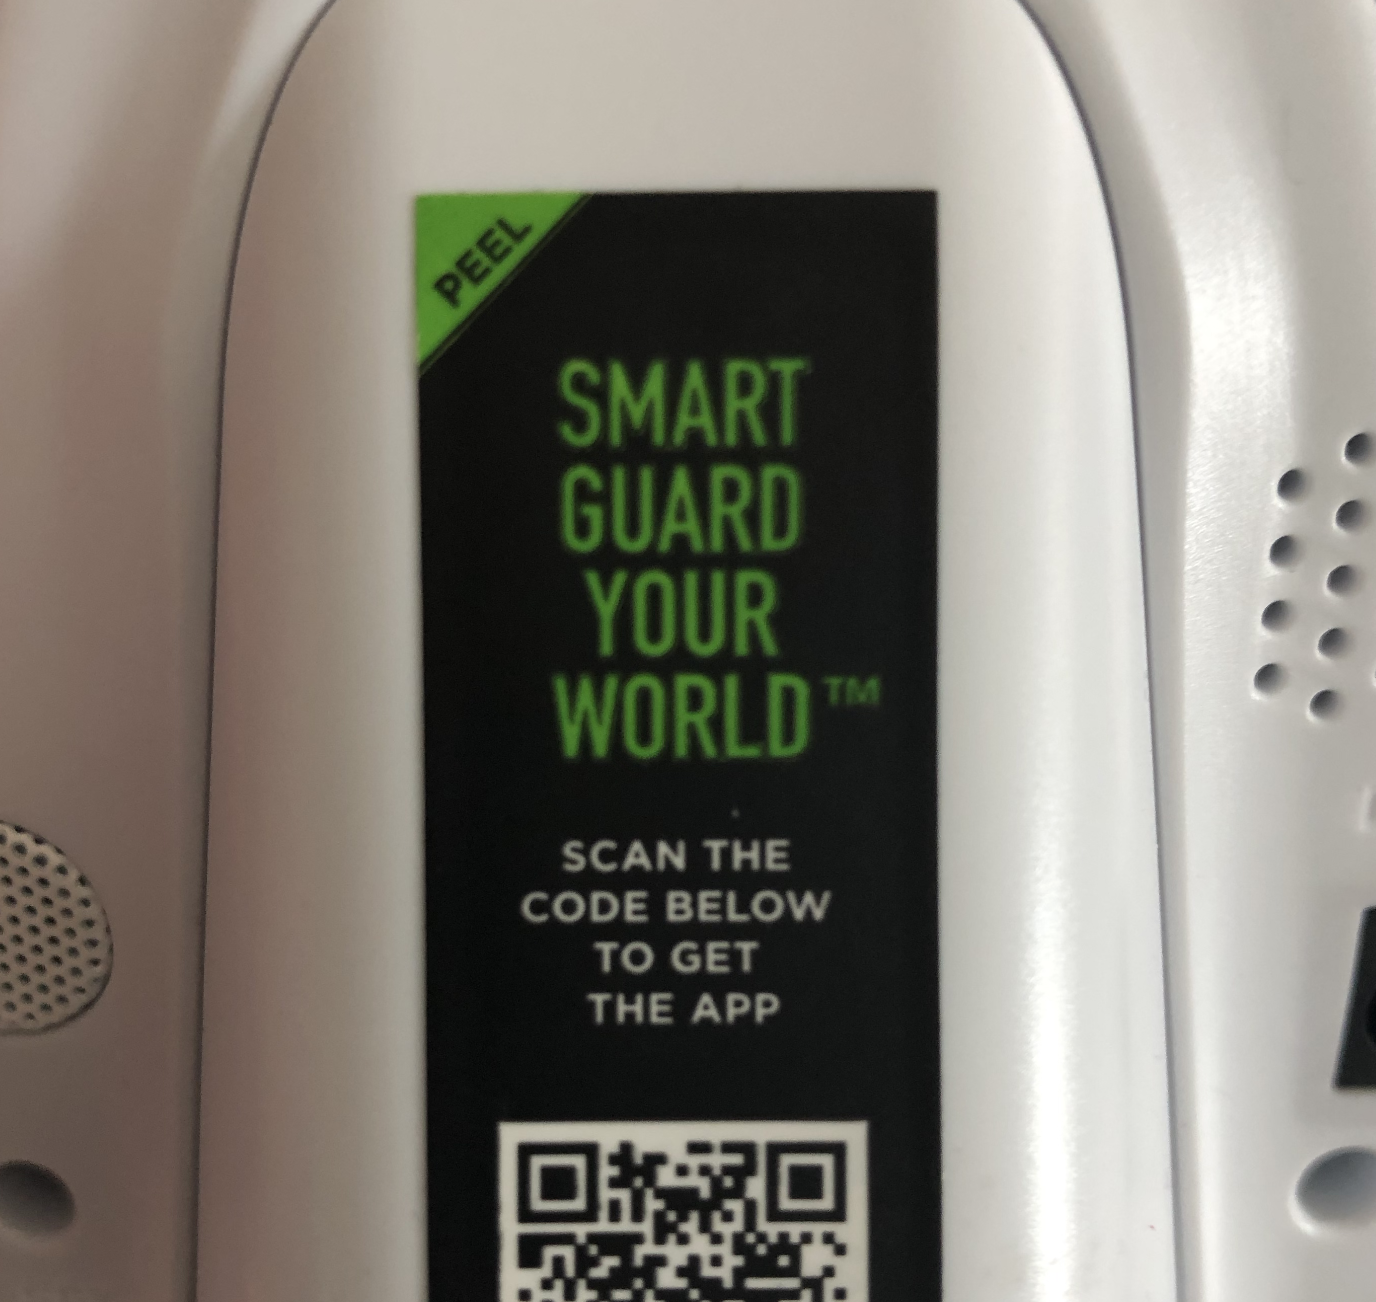 PEEL
SMART
GUARD
YOUR
WORLD™
SCAN THE
CODE BELOW
TO GET
THE APP